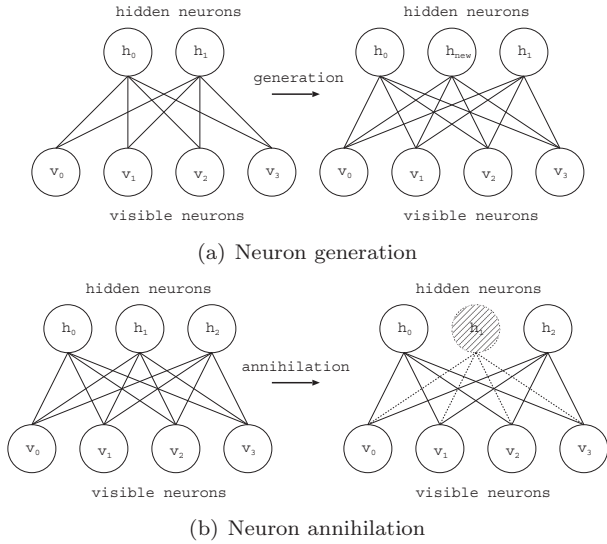 hidden neurons hidden neurons
h0 h1 h0 hnew h1
generation
v0 v1 v2 v3 v0 v1 v2 v3
visible neurons visible neurons
(a) Neuron generation
hidden neurons hidden neurons
h0 h1 h2 h0 h1 h2
annihilation
v0 v1 v2 v3 v0 v1 v2 v3
visible neurons visible neurons
(b) Neuron annihilation